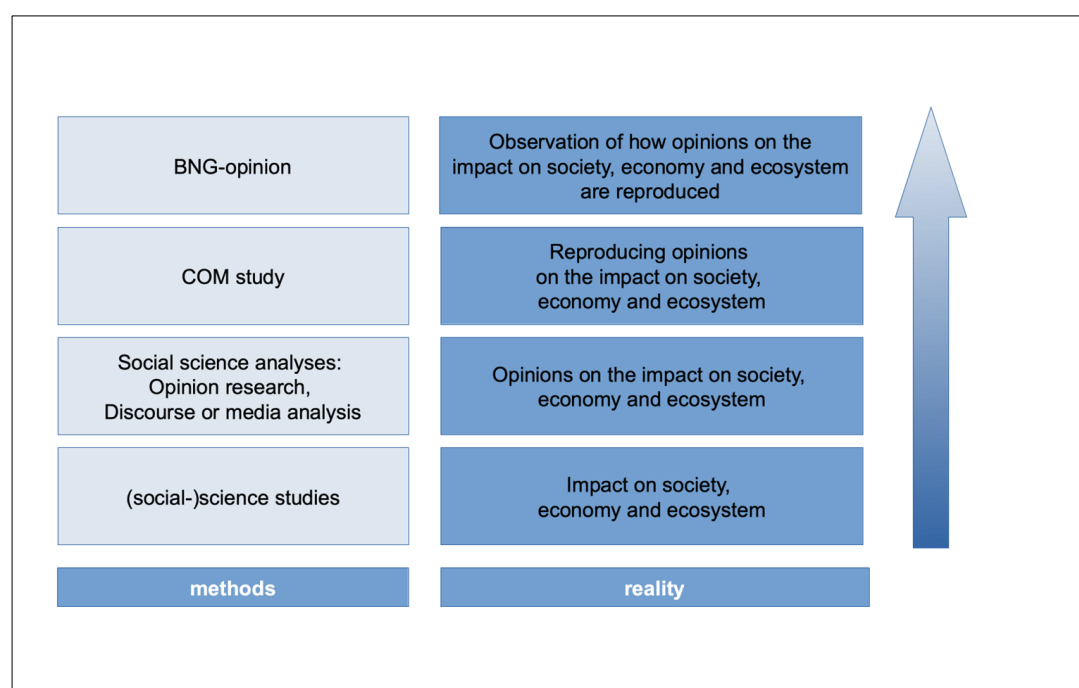 BNG-opinion
Observation of how opinions on the
impact on society, economy and ecosystem
are reproduced
COM study
Reproducing opinions
on the impact on society,
economy and ecosystem
Social science analyses:
Opinion research,
Discourse or media analysis
Opinions on the impact on society,
economy and ecosystem
(social-)science studies
Impact on society,
economy and ecosystem
methods
reality